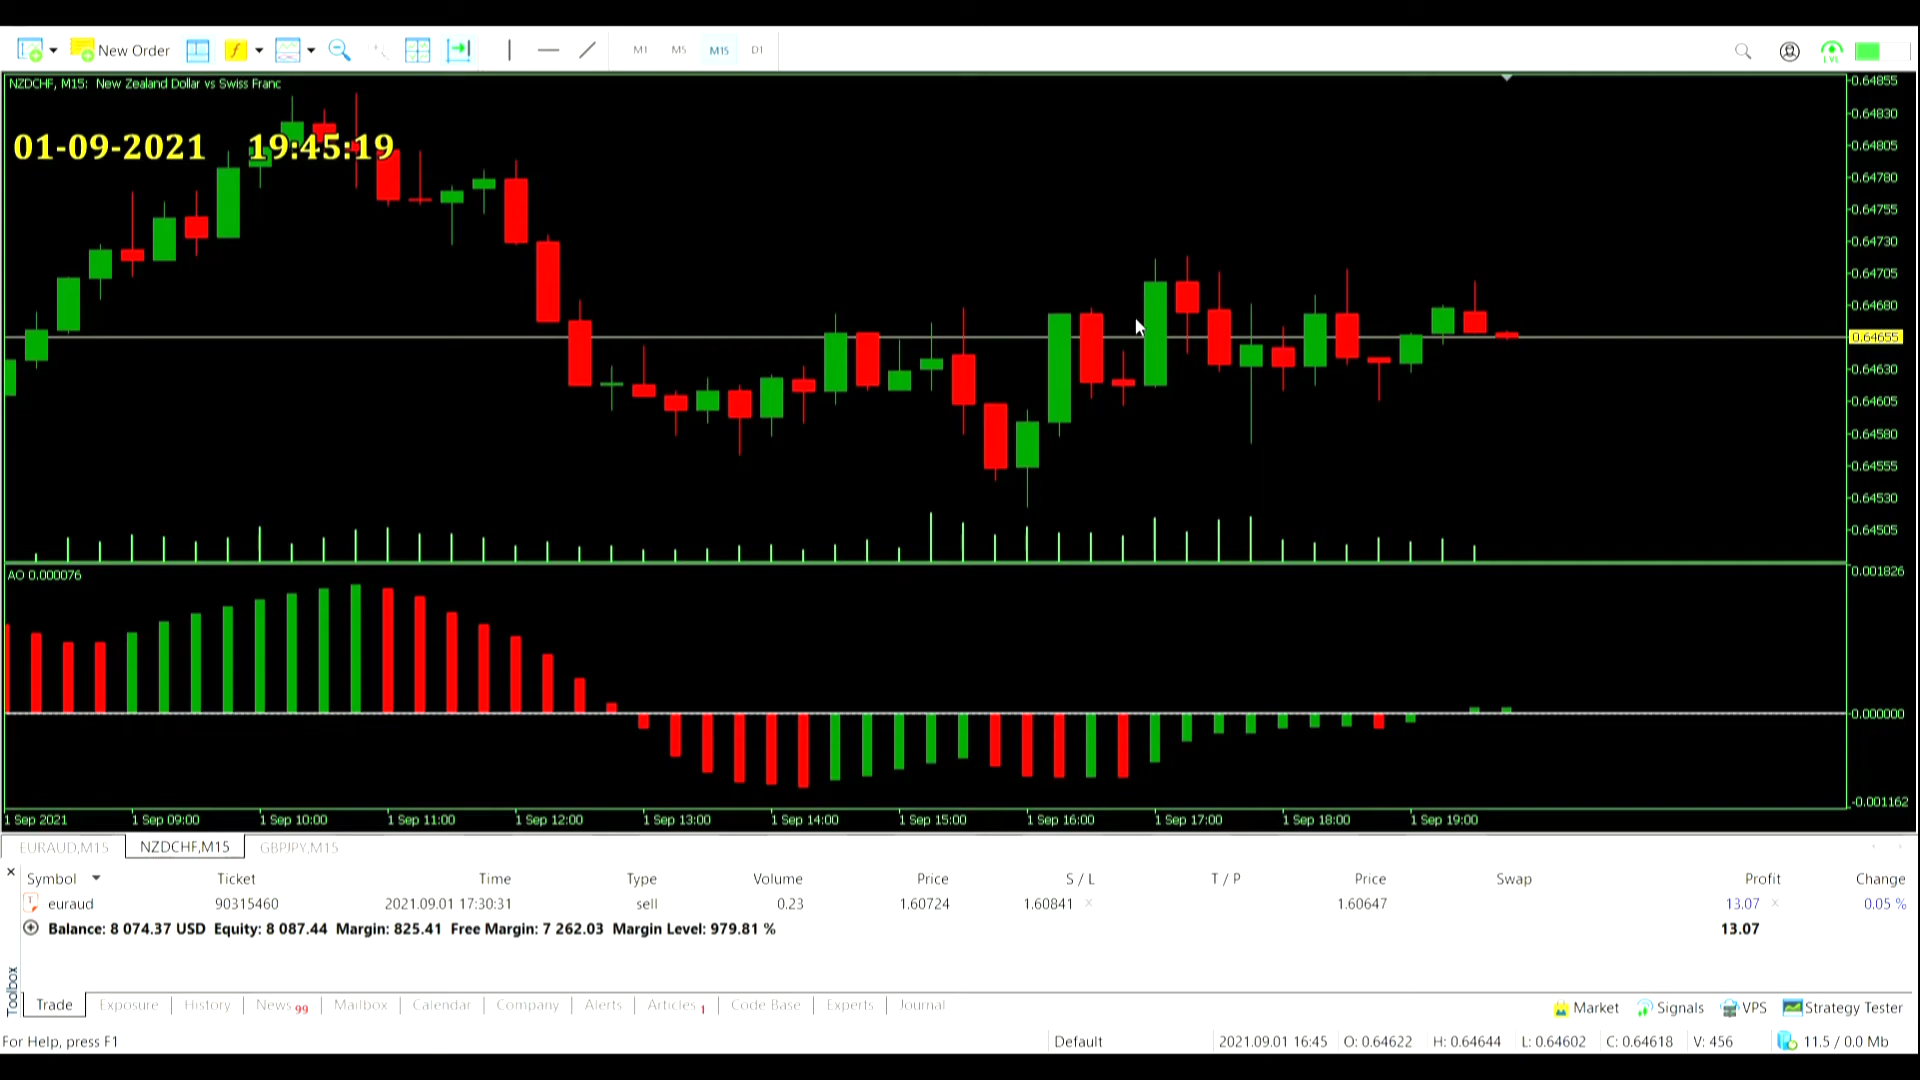 New Order M1 M5 M15 D1
LVL
NZDCHF, M15: New Zealand Dollar vs Swiss Franc
01-09-2021 19:45:19
0.64855
0.64830
0.64805
0.64780
0.64755
0.64730
0.64705
0.64680
0.64655
0.64630
0.64605
0.64580
0.64555
0.64530
0.64505
AO 0.000076
0.001826
0.000000
-0.001162
1 Sep 2021 1 Sep 09:00 1 Sep 10:00 1 Sep 11:00 1 Sep 12:00 1 Sep 13:00 1 Sep 14:00 1 Sep 15:00 1 Sep 16:00 1 Sep 17:00 1 Sep 18:00 1 Sep 19:00
EURAUD,M15 NZDCHF,M15 GBPJPY,M15
Symbol Ticket Time Type Volume Price S / L T / P Price Swap Profit Change
euraud 90315460 2021.09.01 17:30:31 sell 0.23 1.60724 1.60841 1.60647 13.07 0.05 %
Balance: 8 074.37 USD Equity: 8 087.44 Margin: 825.41 Free Margin: 7 262.03 Margin Level: 979.81 % 13.07
Toolbox
Trade Exposure History News 99 Mailbox Calendar Company Alerts Articles 1 Code Base Experts Journal Market Signals VPS Strategy Tester
For Help, press F1 Default 2021.09.01 16:45 O: 0.64622 H: 0.64644 L: 0.64602 C: 0.64618 V: 456 11.5 / 0.0 Mb